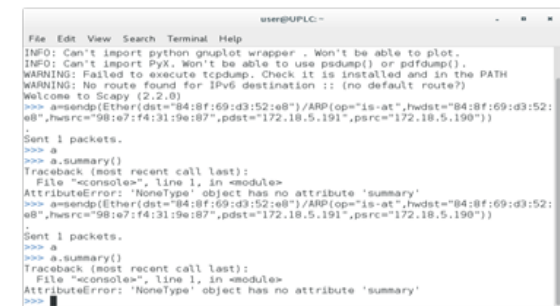 user@UPLC:~
File Edit View Search Terminal Help
INFO: Can't import python gnuplot wrapper . Won't be able to plot.
INFO: Can't import PyX. Won't be able to use psdump() or pdfdump().
WARNING: Failed to execute tcpdump. Check it is installed and in the PATH
WARNING: No route found for IPv6 destination :: (no default route?)
Welcome to Scapy (2.2.0)
>>> a=sendp(Ether(dst="84:8f:69:d3:52:e8")/ARP(op="is-at",hwdst="84:8f:69:d3:52:
e8",hwsrc="98:e7:f4:31:9e:87",pdst="172.18.5.191",psrc="172.18.5.190"))
.
Sent 1 packets.
>>> a
>>> a.summary()
Traceback (most recent call last):
  File "<console>", line 1, in <module>
AttributeError: 'NoneType' object has no attribute 'summary'
>>> a=sendp(Ether(dst="84:8f:69:d3:52:e8")/ARP(op="is-at",hwdst="84:8f:69:d3:52:
e8",hwsrc="98:e7:f4:31:9e:87",pdst="172.18.5.191",psrc="172.18.5.190"))
.
Sent 1 packets.
>>> a
>>> a.summary()
Traceback (most recent call last):
  File "<console>", line 1, in <module>
AttributeError: 'NoneType' object has no attribute 'summary'
>>>